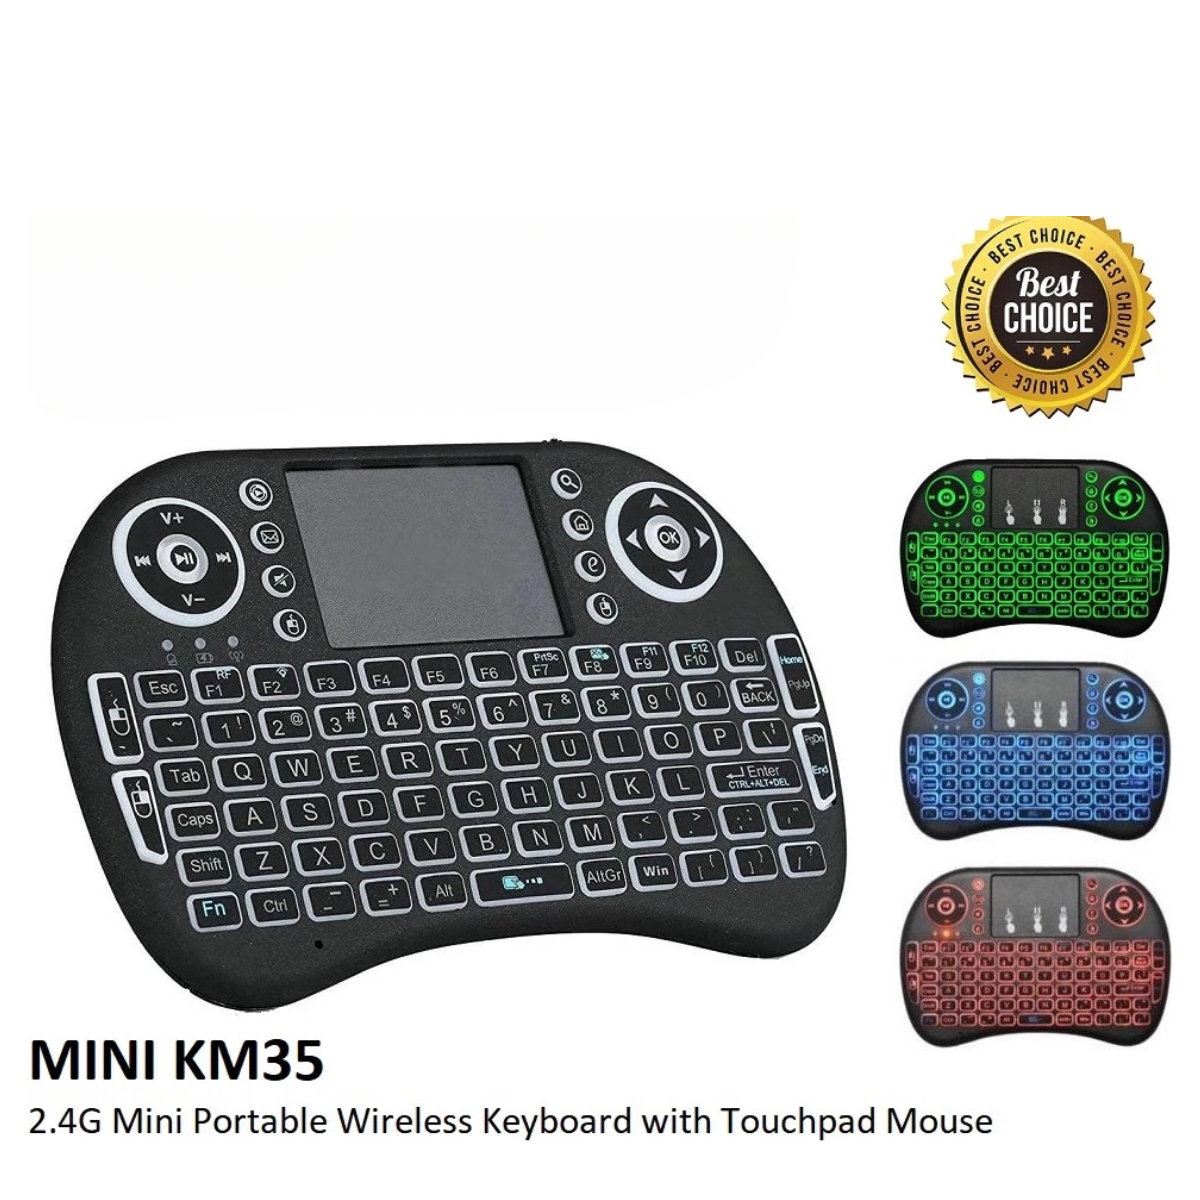 BEST CHOICE · BEST CHOICE · BEST CHOICE · BEST CHOICE
Best
CHOICE
V+
V−
OK
Esc RF F1 F2 F3 F4 F5 F6 PrtSc F7 F8 F11 F9 F12 F10 Del Home
PgUp
~ 1 ! 2 @ 3 # 4 $ 5 % 6 ^ 7 & 8 * 9 ( 0 ) BACK
PgDn
Tab Q W E R T Y U I O P \ |
End
Caps A S D F G H J K L Enter
CTRL+ALT+DEL
Shift Z X C V B N M < > : ; "
Fn Ctrl _ − = + Alt AltGr Win [ { ] } / ?
MINI KM35
2.4G Mini Portable Wireless Keyboard with Touchpad Mouse